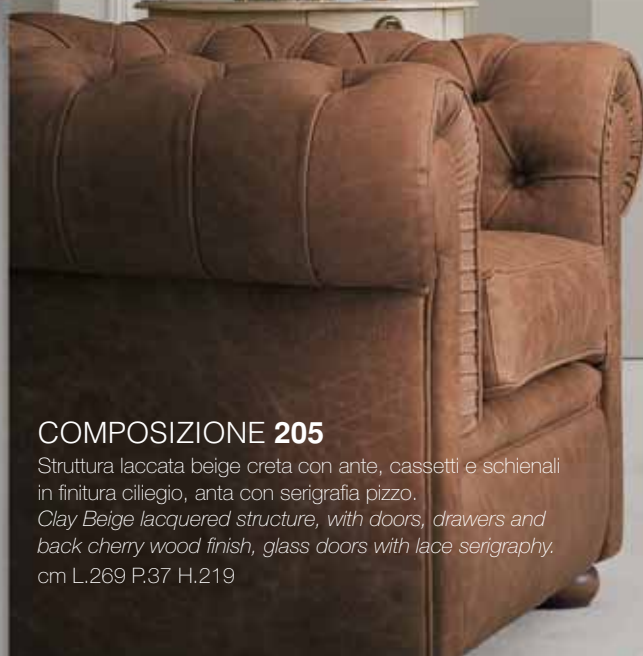 COMPOSIZIONE 205
Struttura laccata beige creta con ante, cassetti e schienali
in finitura ciliegio, anta con serigrafia pizzo.
Clay Beige lacquered structure, with doors, drawers and
back cherry wood finish, glass doors with lace serigraphy.
cm L.269 P.37 H.219